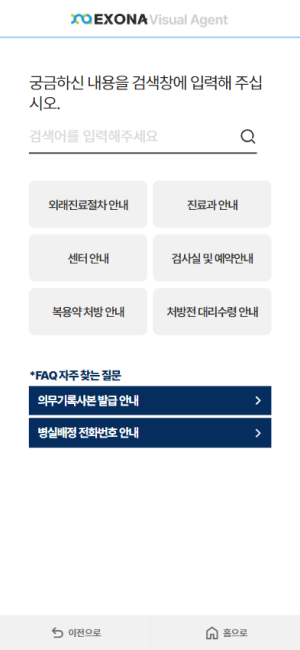 EXONA Visual Agent
궁금하신 내용을 검색창에 입력해 주십
시오.
검색어를 입력해주세요
외래진료절차 안내
진료과 안내
센터 안내
검사실 및 예약안내
복용약 처방 안내
처방전 대리수령 안내
*FAQ 자주 찾는 질문
의무기록사본 발급 안내
병실배정 전화번호 안내
이전으로
홈으로